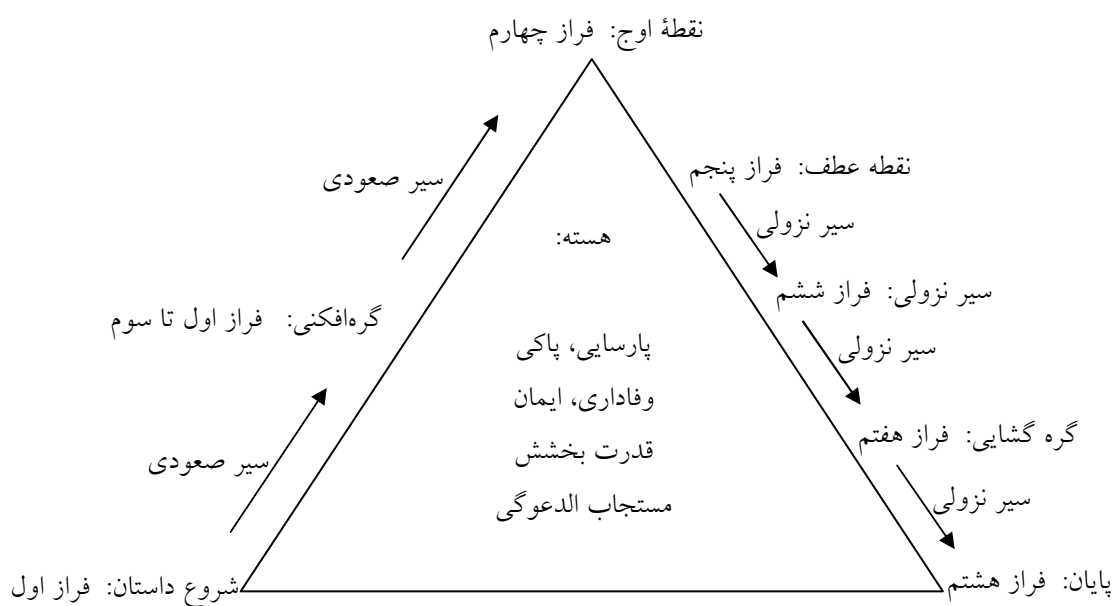 نقطهٔ اوج: فراز چهارم
نقطه عطف: فراز پنجم
سیر صعودی
سیر نزولی
هسته:
سیر نزولی: فراز ششم
گره‌افکنی: فراز اول تا سوم
سیر نزولی
پارسایی، پاکی
وفاداری، ایمان
گره گشایی: فراز هفتم
قدرت بخشش
سیر صعودی
سیر نزولی
مستجاب الدعوگی
پایان: فراز هشتم
شروع داستان: فراز اول